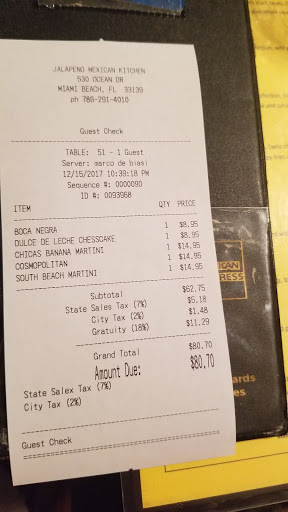 JALAPENO MEXICAN KITCHEN
530 OCEAN DR
MIAMI BEACH, FL 33139
ph 786-291-4010
Guest Check
TABLE: 51 - 1 Guest
Server: marco de biasi
12/15/2017 10:39:18 PM
Sequence #: 0000090
ID #: 0093968
ITEM QTY PRICE
BOCA NEGRA 1 $8.95
DULCE DE LECHE CHESSCAKE 1 $8.95
CHICAS BANANA MARTINI 1 $14.95
COSMOPOLITAN 1 $14.95
SOUTH BEACH MARTINI 1 $14.95
Subtotal $62.75
State Sales Tax (7%) $5.18
City Tax (2%) $1.48
Gratuity (18%) $11.29
Grand Total $80.70
Amount Due: $80.70
State Salex Tax (7%)
City Tax (2%)
Guest Check
ICAN
RESS
ards
es